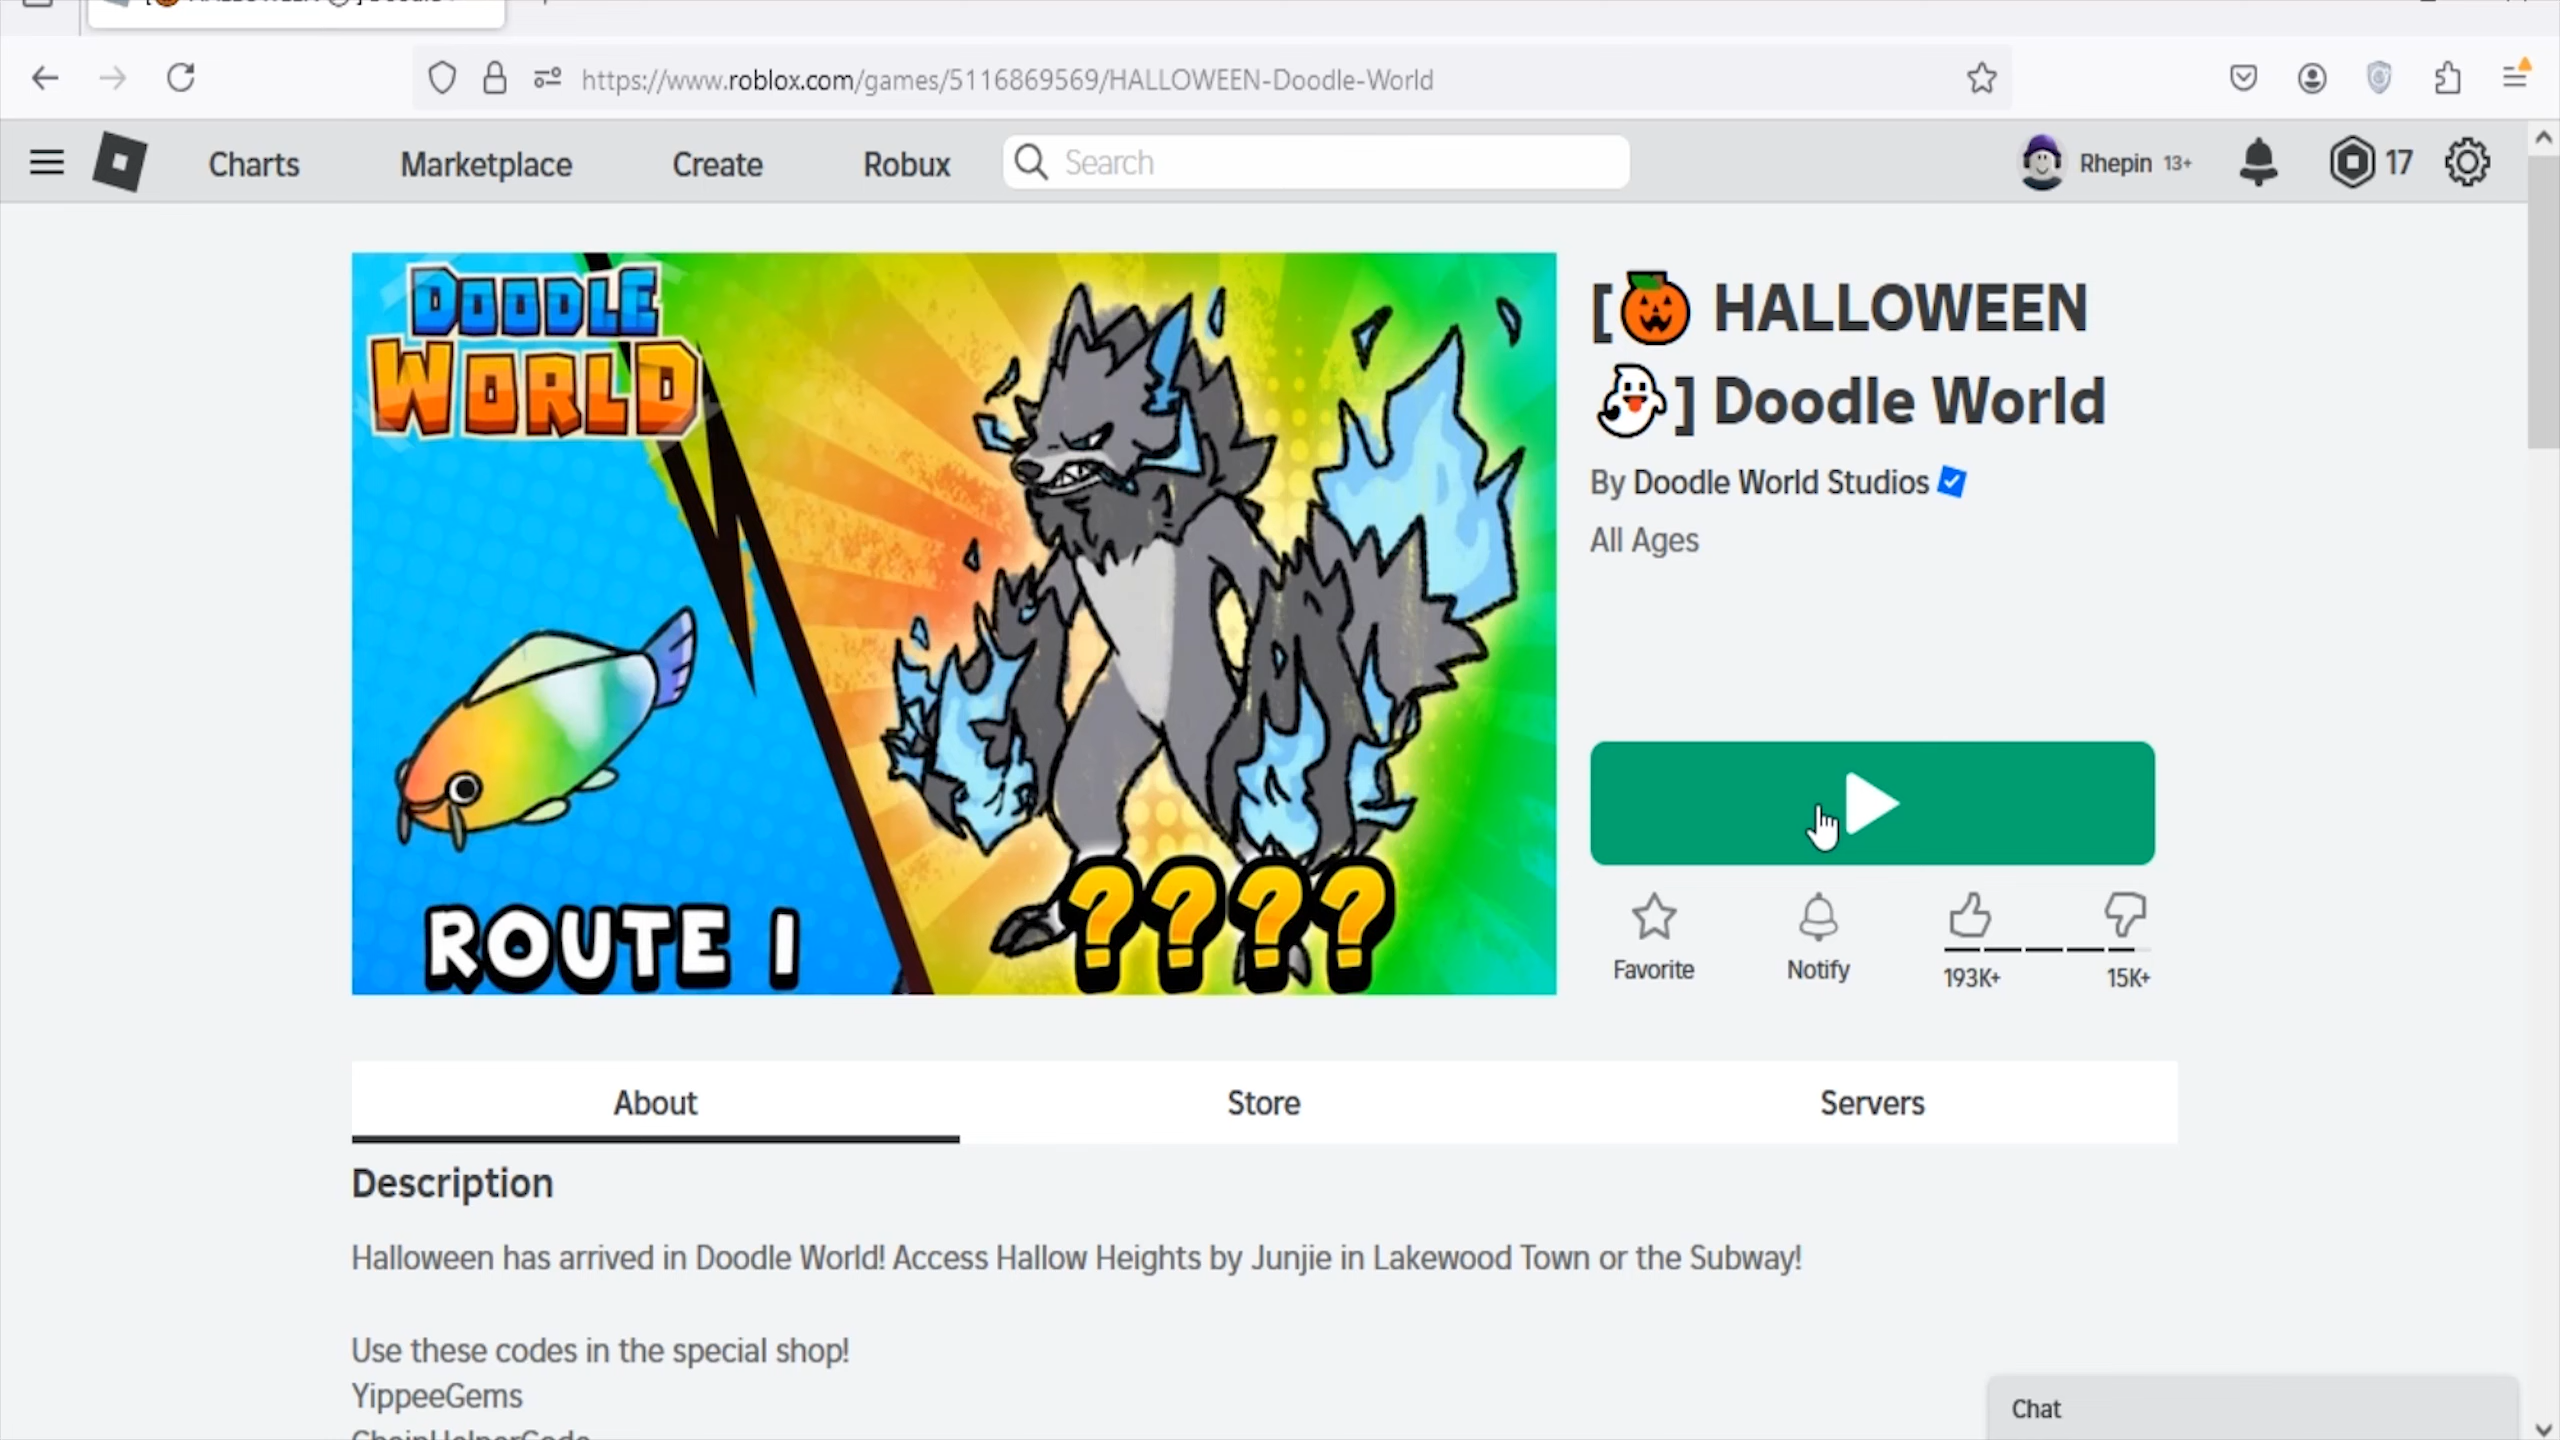 https://www.roblox.com/games/5116869569/HALLOWEEN-Doodle-World
Charts
Marketplace
Create
Robux
Search
Rhepin 13+
17
DOODLE
WORLD
ROUTE 1
????
[🎃 HALLOWEEN
👻] Doodle World
By Doodle World Studios
All Ages
Favorite
Notify
193K+
15K+
About
Store
Servers
Description
Halloween has arrived in Doodle World! Access Hallow Heights by Junjie in Lakewood Town or the Subway!
Use these codes in the special shop!
YippeeGems
Chat